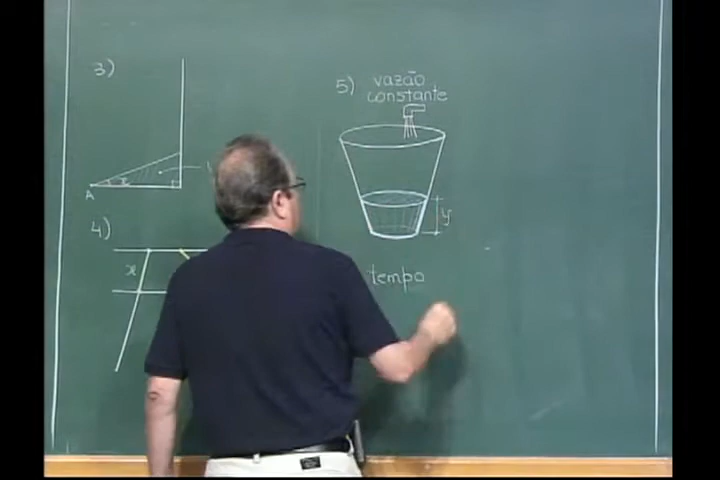 3)
A
x
4)
x
5) vazão
constante
y
tempo